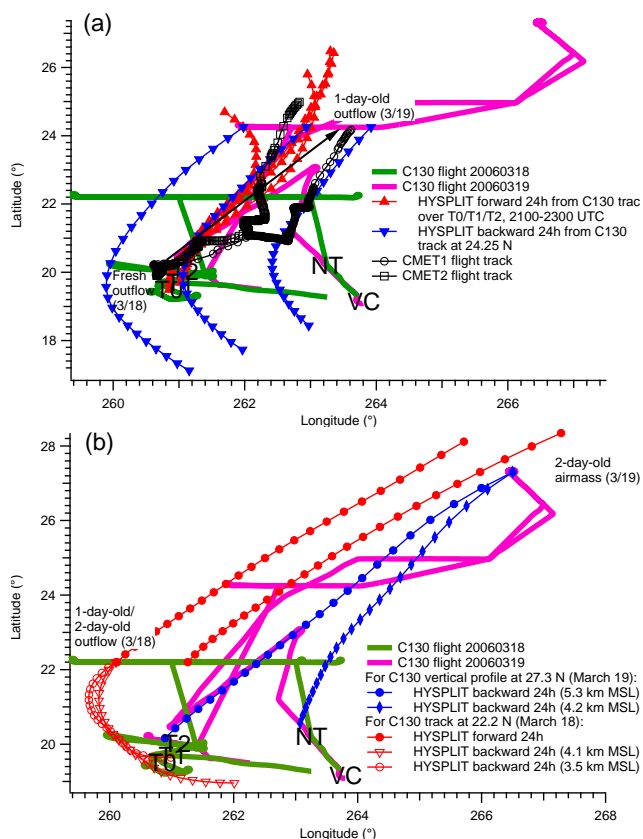 (a)
26
24
22
20
18
Latitude (°)
1-day-old
outflow (3/19)
C130 flight 20060318
C130 flight 20060319
HYSPLIT forward 24h from C130 trac
over T0/T1/T2, 2100-2300 UTC
HYSPLIT backward 24h from C130
track at 24.25 N
CMET1 flight track
CMET2 flight track
Fresh
outflow
(3/18)
T2
T0
NT
VC
260
262
264
266
Longitude (°)
(b)
28
26
24
22
20
Latitude (°)
2-day-old
airmass (3/19)
1-day-old/
2-day-old
outflow (3/18)
C130 flight 20060318
C130 flight 20060319
For C130 vertical profile at 27.3 N (March 19):
HYSPLIT backward 24h (5.3 km MSL)
HYSPLIT backward 24h (4.2 km MSL)
For C130 track at 22.2 N (March 18):
HYSPLIT forward 24h
HYSPLIT backward 24h (4.1 km MSL)
HYSPLIT backward 24h (3.5 km MSL)
T2
T1
T0
NT
VC
260
262
264
266
268
Longitude (°)